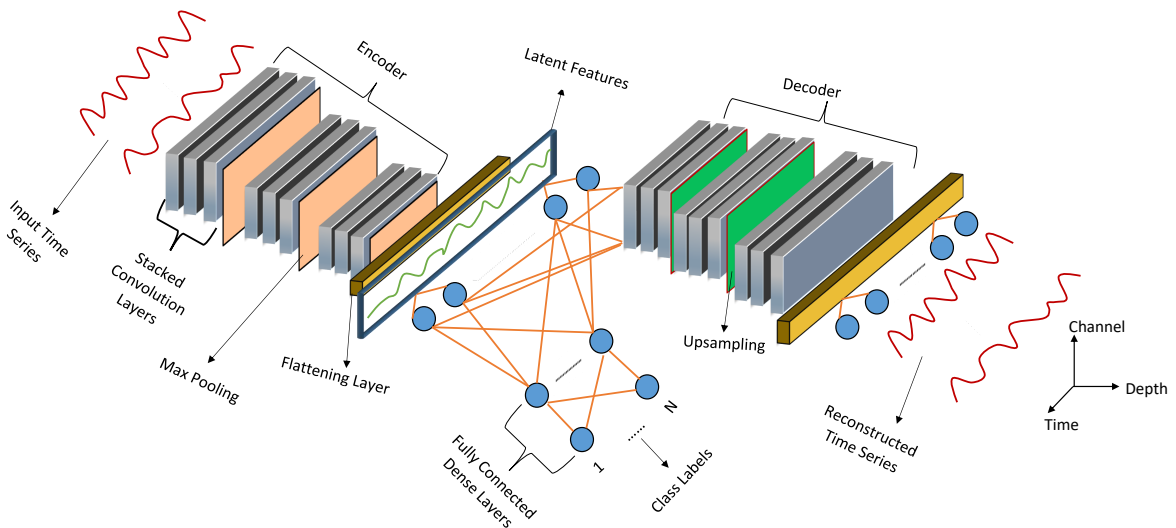 Encoder
Latent Features
Decoder
Input Time
Series
Stacked
Convolution
Layers
Max Pooling
Flattening Layer
Upsampling
Channel
Depth
Time
Reconstructed
Time Series
Fully Connected
Dense Layers
1
N
Class Labels